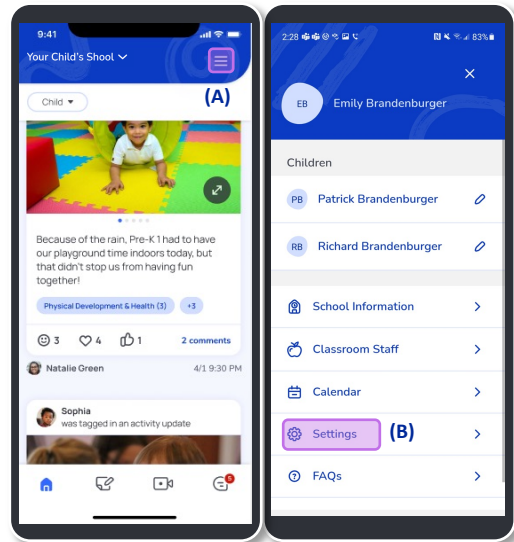 9:41
Your Child's Shool
(A)
Child
Because of the rain, Pre-K 1 had to have
our playground time indoors today, but
that didn't stop us from having fun
together!
Physical Development & Health (3) +3
3 4 1 2 comments
Natalie Green 4/1 9:30 PM
Sophia
was tagged in an activity update
5
2:28 83%
EB Emily Brandenburger
Children
PB Patrick Brandenburger
RB Richard Brandenburger
School Information
Classroom Staff
Calendar
Settings (B)
FAQs